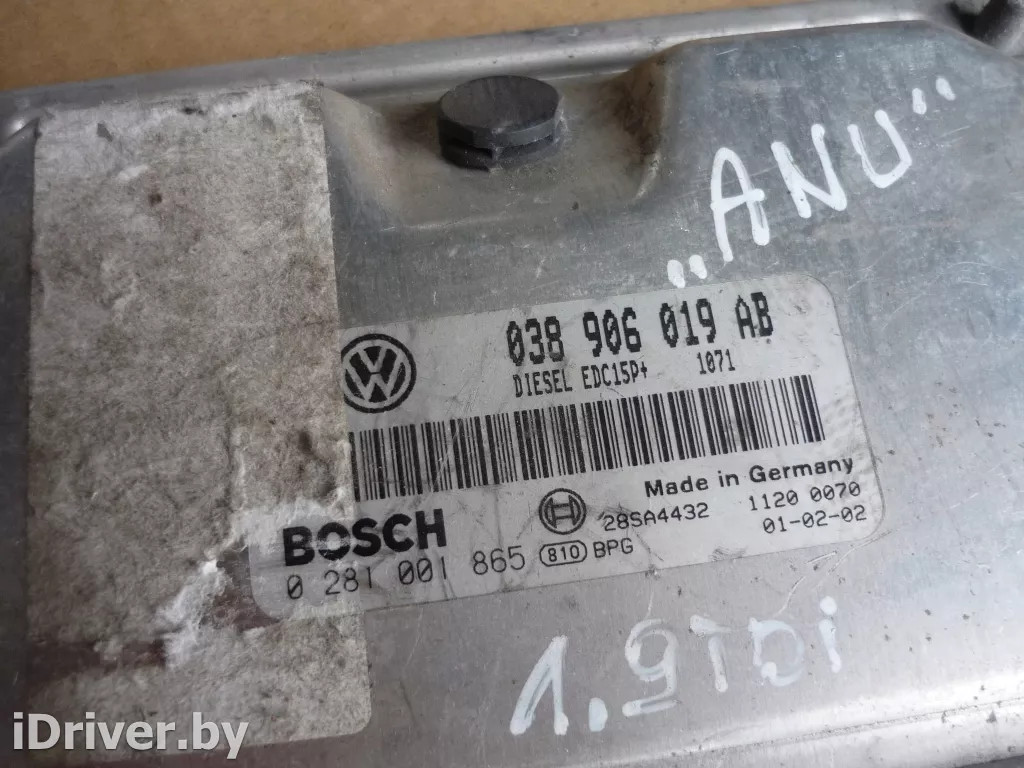 „ANU“
038 906 019 AB
DIESEL EDC15P+ 1071
Made in Germany
BOSCH
28SA4432 1120 0070
0 281 001 865 810 BPG 01-02-02
1.9TDi
iDriver.by